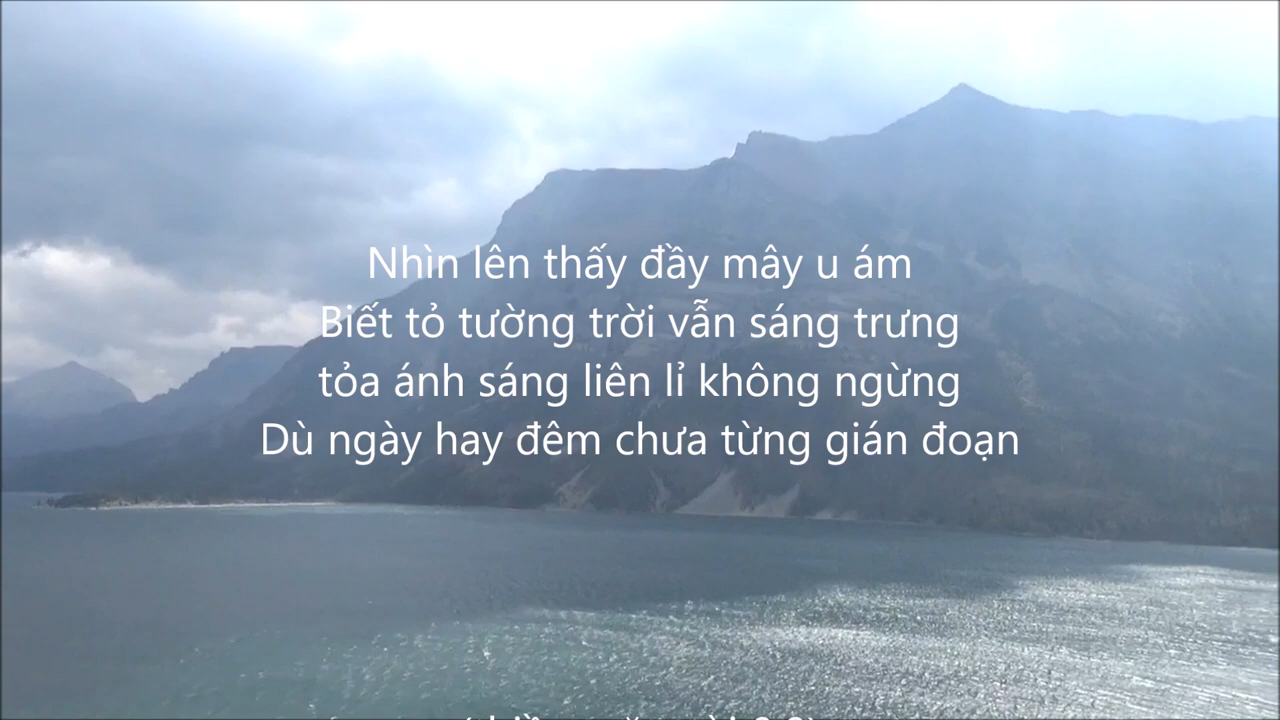 Nhìn lên thấy đầy mây u ám
Biết tỏ tường trời vẫn sáng trưng
tỏa ánh sáng liên lỉ không ngừng
Dù ngày hay đêm chưa từng gián đoạn